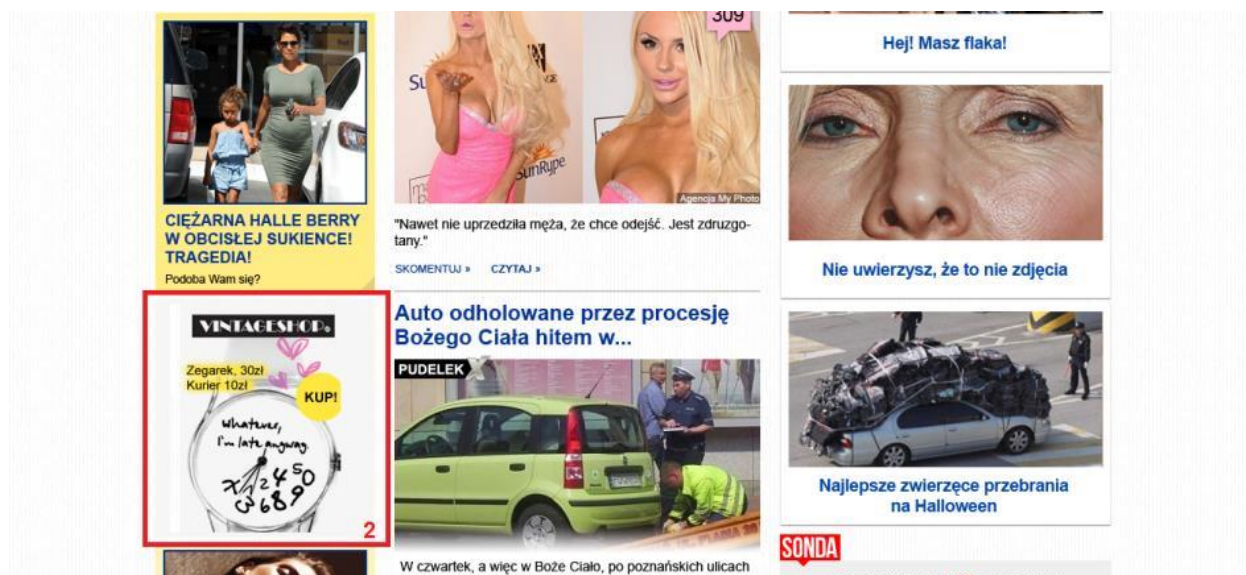 CIĘŻARNA HALLE BERRY
W OBCISŁEJ SUKIENCE!
TRAGEDIA!
Podoba Wam się?
VINTAGESHOP.
Zegarek, 30zł
Kurier 10zł
KUP!
whatever,
I'm late anyway.
2
309
SunRype
Agencja My Photo
"Nawet nie uprzedziła męża, że chce odejść. Jest zdruzgo-
tany."
SKOMENTUJ » CZYTAJ »
Auto odholowane przez procesję
Bożego Ciała hitem w...
PUDELEK X
W czwartek, a więc w Boże Ciało, po poznańskich ulicach
Hej! Masz flaka!
Nie uwierzysz, że to nie zdjęcia
Najlepsze zwierzęce przebrania
na Halloween
SONDA